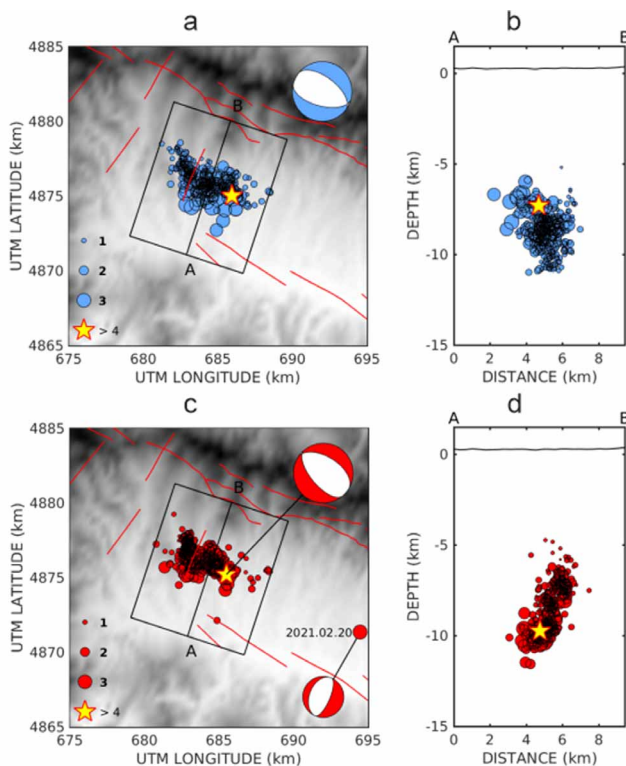 a
b
4885
4880
4875
4870
4865
UTM LATITUDE (km)
B
A
1
2
3
> 4
675 680 685 690 695
UTM LONGITUDE (km)
A
0
-5
-10
-15
DEPTH (km)
0 2 4 6 8
DISTANCE (km)
c
d
4885
4880
4875
4870
4865
UTM LATITUDE (km)
B
A
2021.02.20
1
2
3
> 4
675 680 685 690 695
UTM LONGITUDE (km)
A
0
-5
-10
-15
DEPTH (km)
0 2 4 6 8
DISTANCE (km)